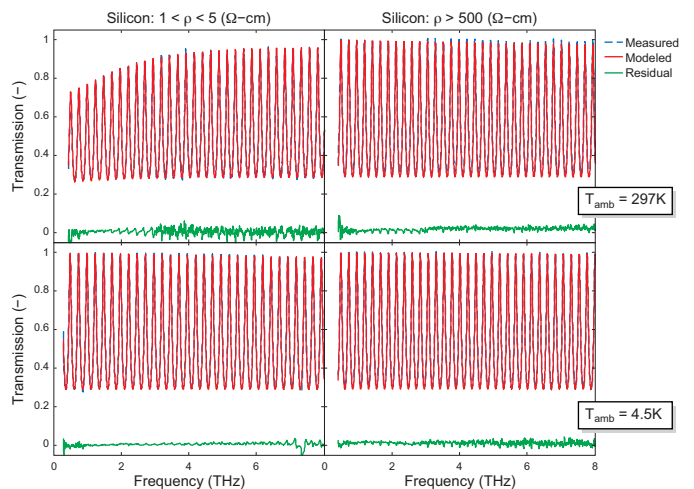 Silicon: 1 < ρ < 5 (Ω−cm)
Silicon: ρ > 500 (Ω−cm)
Measured
Modeled
Residual
Transmission (−)
1
0.8
0.6
0.4
0.2
0
T_amb = 297K
Transmission (−)
1
0.8
0.6
0.4
0.2
0
T_amb = 4.5K
0 2 4 6 8 0 2 4 6 8
Frequency (THz)
Frequency (THz)